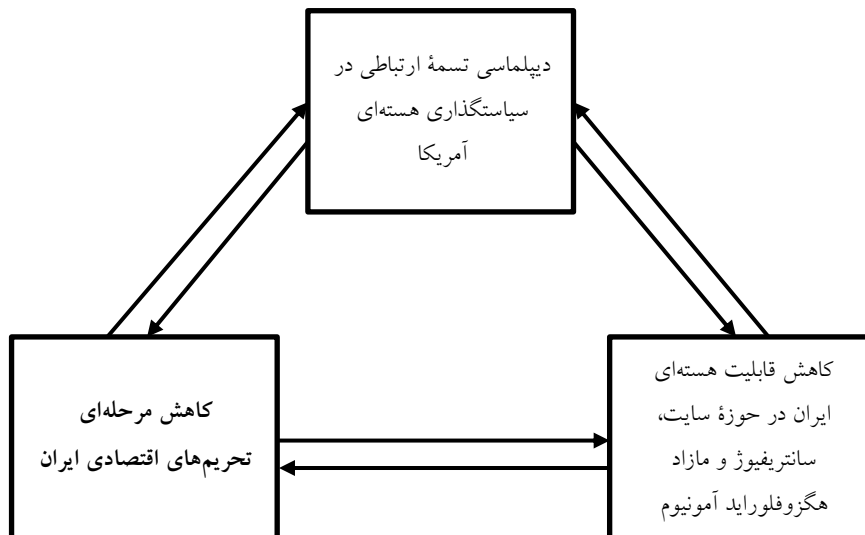 دیپلماسی تسمهٔ ارتباطی در
سیاستگذاری هسته‌ای
آمریکا
کاهش قابلیت هسته‌ای
ایران در حوزهٔ سایت،
سانتریفیوژ و مازاد
هگزوفلوراید آمونیوم
کاهش مرحله‌ای
تحریم‌های اقتصادی ایران